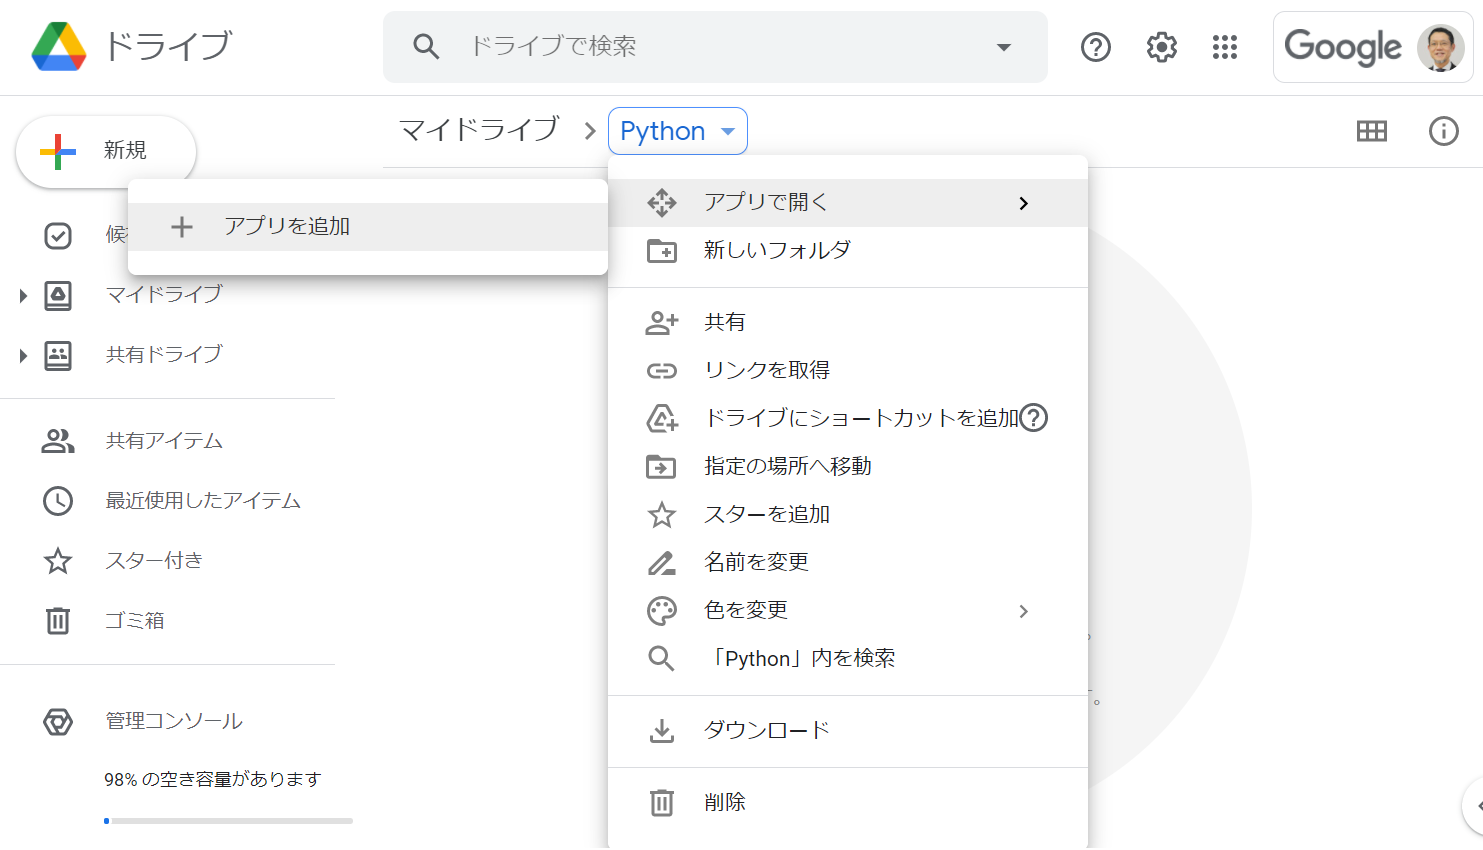 ドライブ
ドライブで検索
Google
マイドライブ
Python
新規
アプリを追加
候
マイドライブ
共有ドライブ
共有アイテム
最近使用したアイテム
スター付き
ゴミ箱
管理コンソール
98% の空き容量があります
アプリで開く
新しいフォルダ
共有
リンクを取得
ドライブにショートカットを追加
指定の場所へ移動
スターを追加
名前を変更
色を変更
「Python」内を検索
ダウンロード
削除